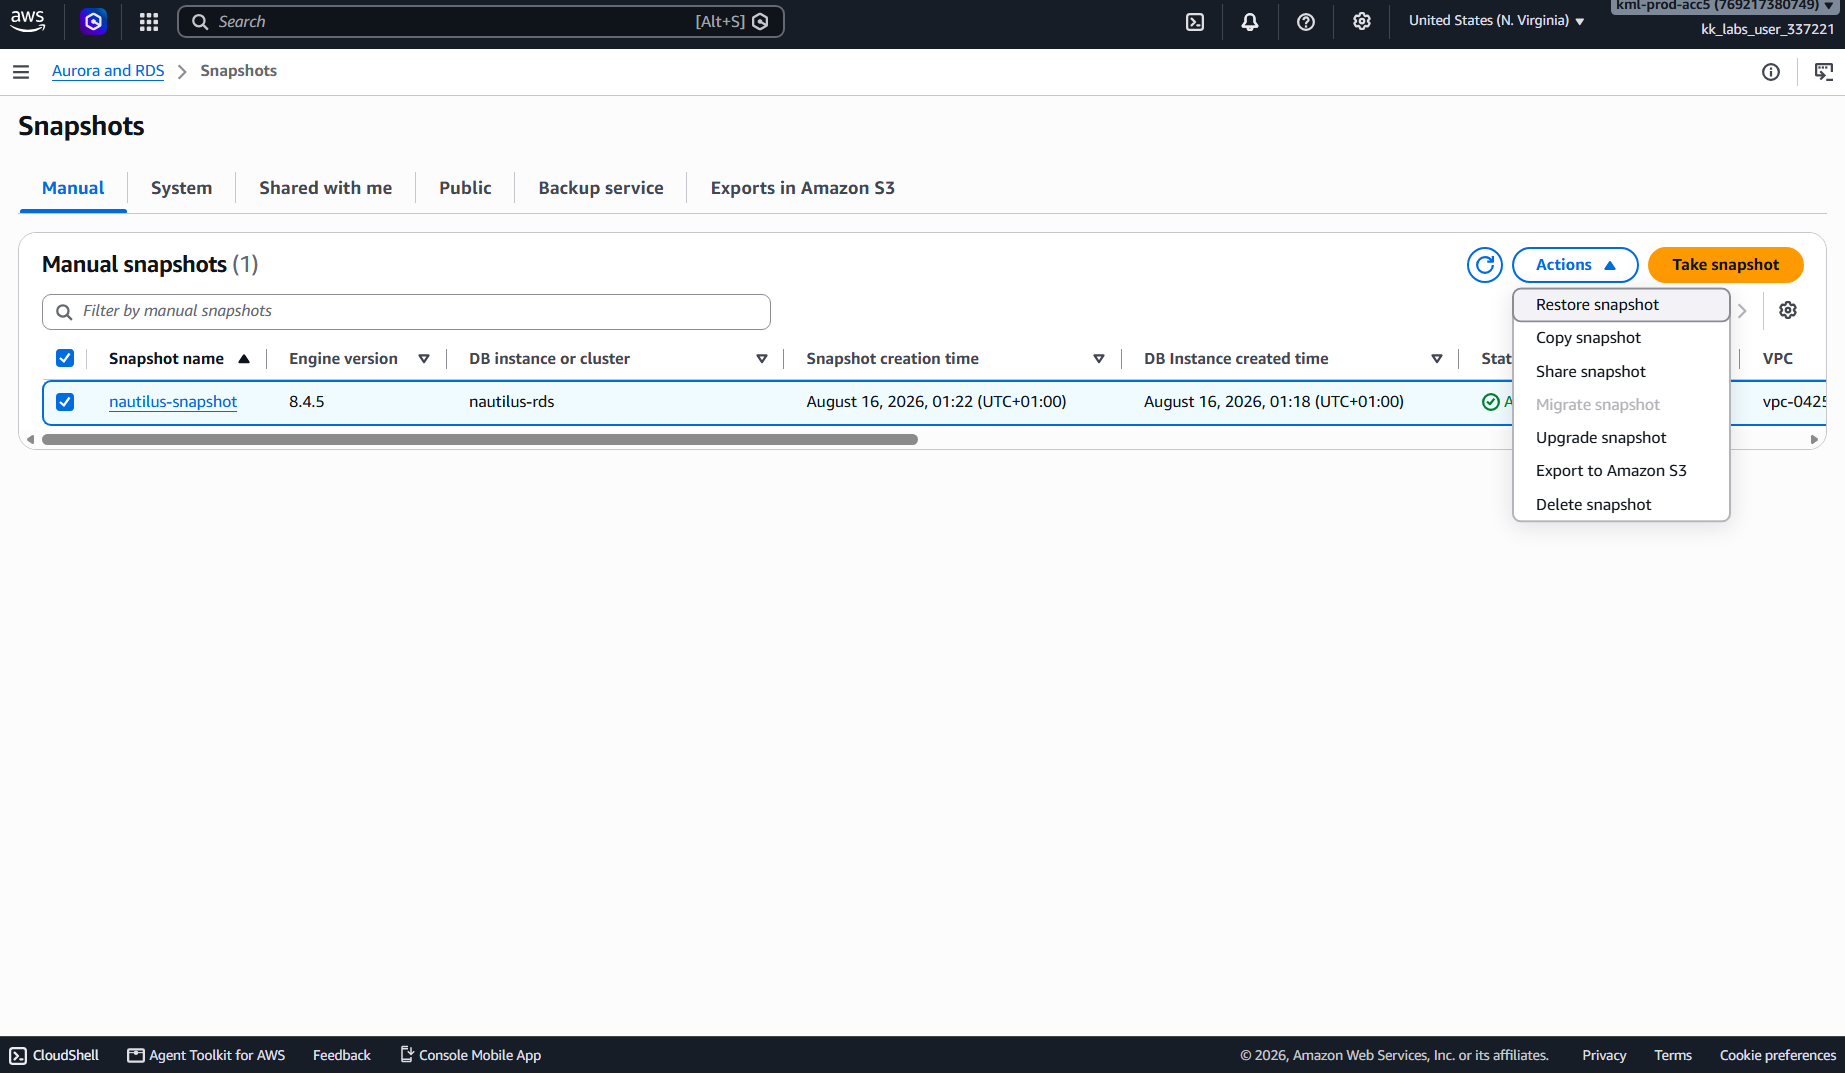 aws
Search [Alt+S]
United States (N. Virginia)
kml-prod-acc5 (769217380749)
kk_labs_user_337221
Aurora and RDS
Snapshots
Snapshots
Manual
System
Shared with me
Public
Backup service
Exports in Amazon S3
Manual snapshots (1)
Actions
Take snapshot
Filter by manual snapshots
Restore snapshot
Copy snapshot
Share snapshot
Migrate snapshot
Upgrade snapshot
Export to Amazon S3
Delete snapshot
Snapshot name
Engine version
DB instance or cluster
Snapshot creation time
DB Instance created time
Stat
VPC
nautilus-snapshot
8.4.5
nautilus-rds
August 16, 2026, 01:22 (UTC+01:00)
August 16, 2026, 01:18 (UTC+01:00)
A
vpc-0425
CloudShell
Agent Toolkit for AWS
Feedback
Console Mobile App
© 2026, Amazon Web Services, Inc. or its affiliates.
Privacy
Terms
Cookie preferences